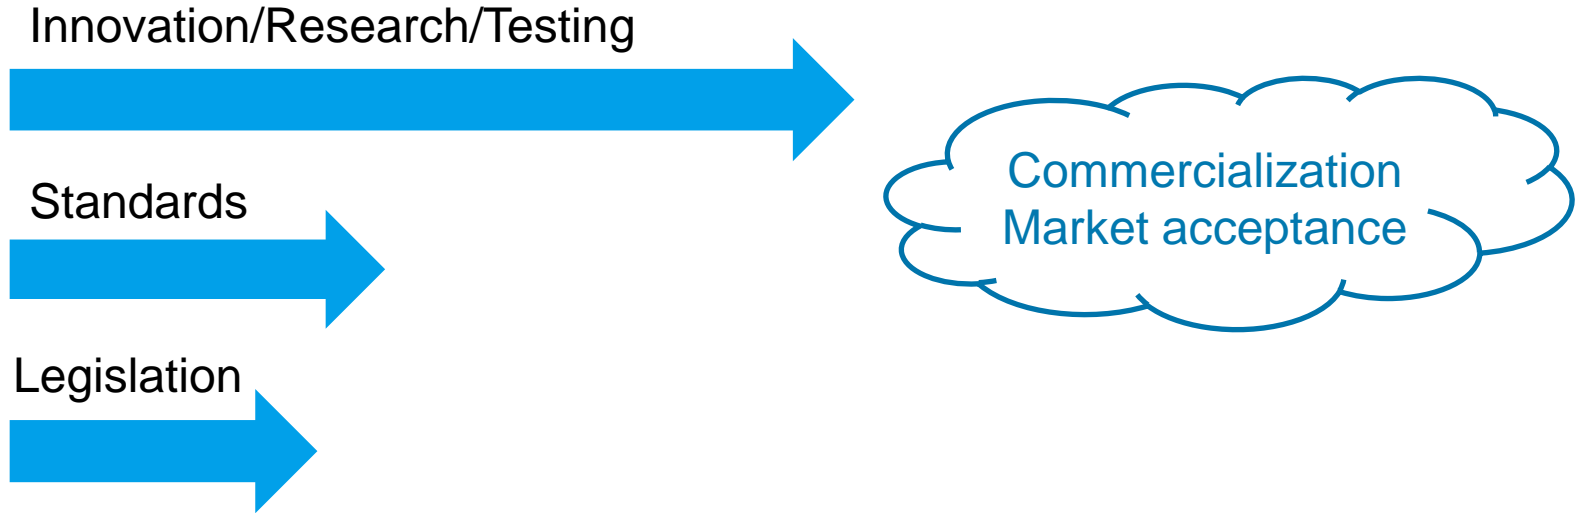 Innovation/Research/Testing
Commercialization
Market acceptance
Standards
Legislation